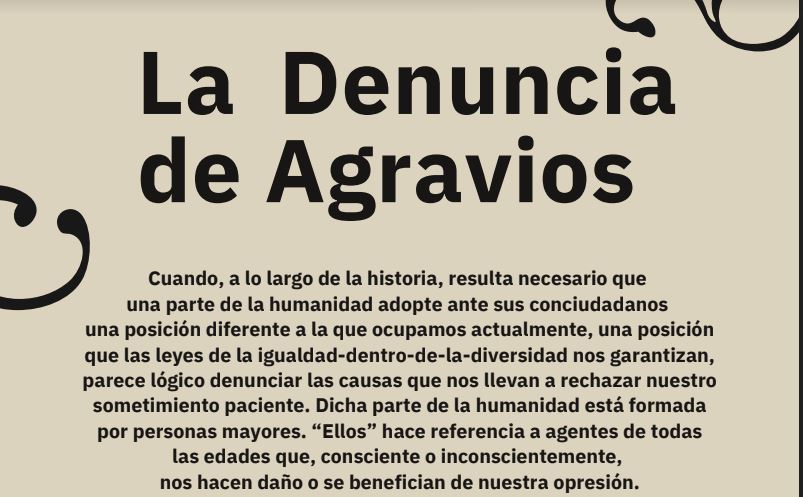 La Denuncia
de Agravios
Cuando, a lo largo de la historia, resulta necesario que
una parte de la humanidad adopte ante sus conciudadanos
una posición diferente a la que ocupamos actualmente, una posición
que las leyes de la igualdad-dentro-de-la-diversidad nos garantizan,
parece lógico denunciar las causas que nos llevan a rechazar nuestro
sometimiento paciente. Dicha parte de la humanidad está formada
por personas mayores. “Ellos” hace referencia a agentes de todas
las edades que, consciente o inconscientemente,
nos hacen daño o se benefician de nuestra opresión.